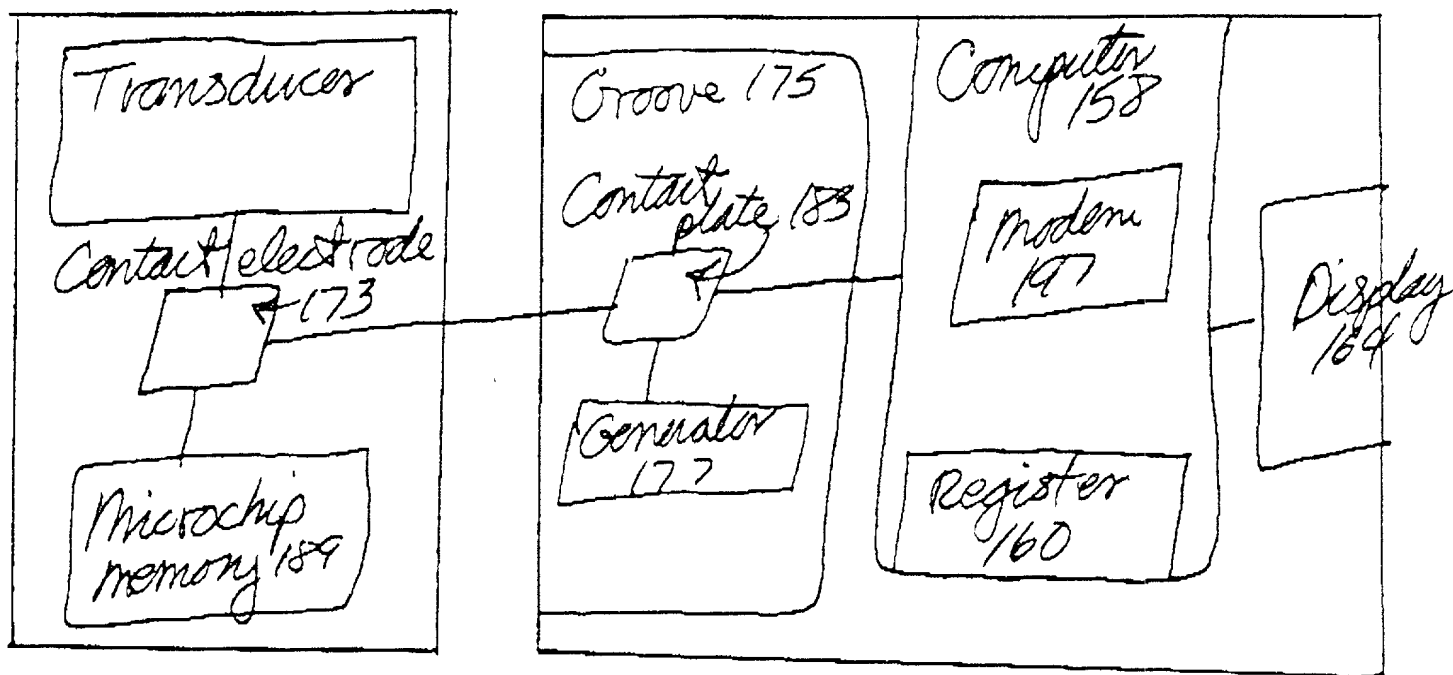 Transducer
Contact electrode
173
Microchip
memory 189
Groove 175
Contact
plate 183
Generator
177
Computer
158
Modem
197
Register
160
Display
164